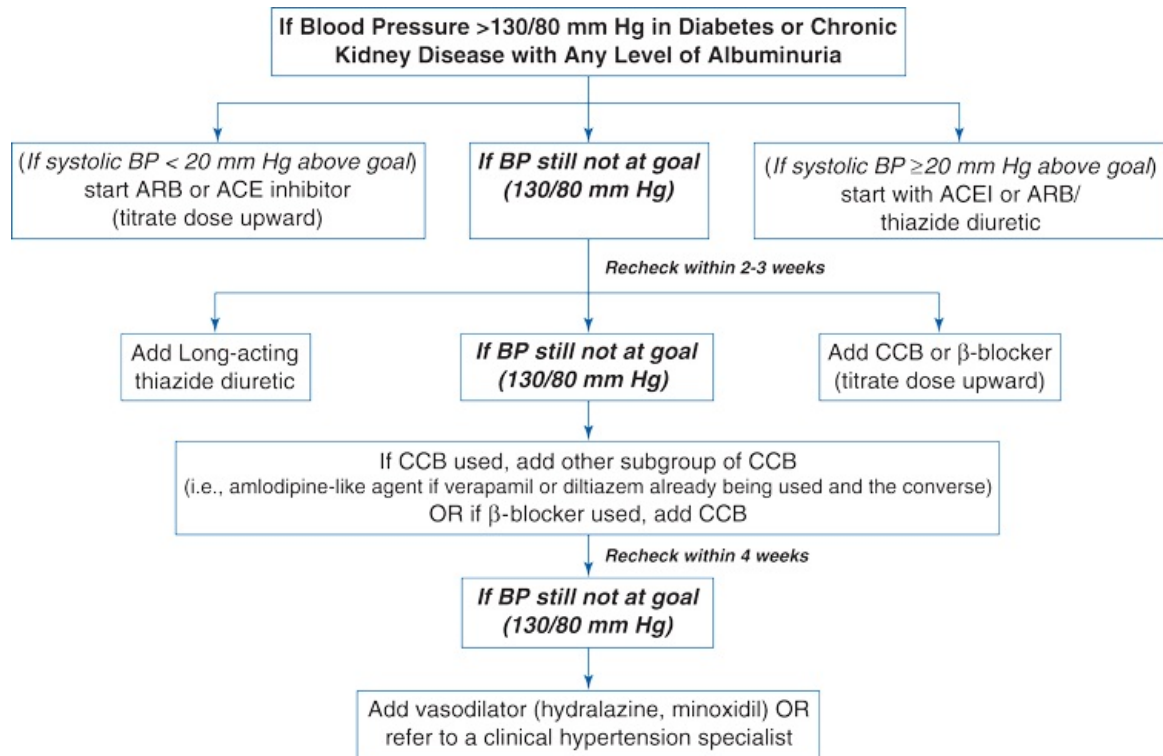 If Blood Pressure >130/80 mm Hg in Diabetes or Chronic
Kidney Disease with Any Level of Albuminuria
(If systolic BP < 20 mm Hg above goal)
start ARB or ACE inhibitor
(titrate dose upward)
If BP still not at goal
(130/80 mm Hg)
(If systolic BP ≥20 mm Hg above goal)
start with ACEI or ARB/
thiazide diuretic
Recheck within 2-3 weeks
Add Long-acting
thiazide diuretic
If BP still not at goal
(130/80 mm Hg)
Add CCB or β-blocker
(titrate dose upward)
If CCB used, add other subgroup of CCB
(i.e., amlodipine-like agent if verapamil or diltiazem already being used and the converse)
OR if β-blocker used, add CCB
Recheck within 4 weeks
If BP still not at goal
(130/80 mm Hg)
Add vasodilator (hydralazine, minoxidil) OR
refer to a clinical hypertension specialist